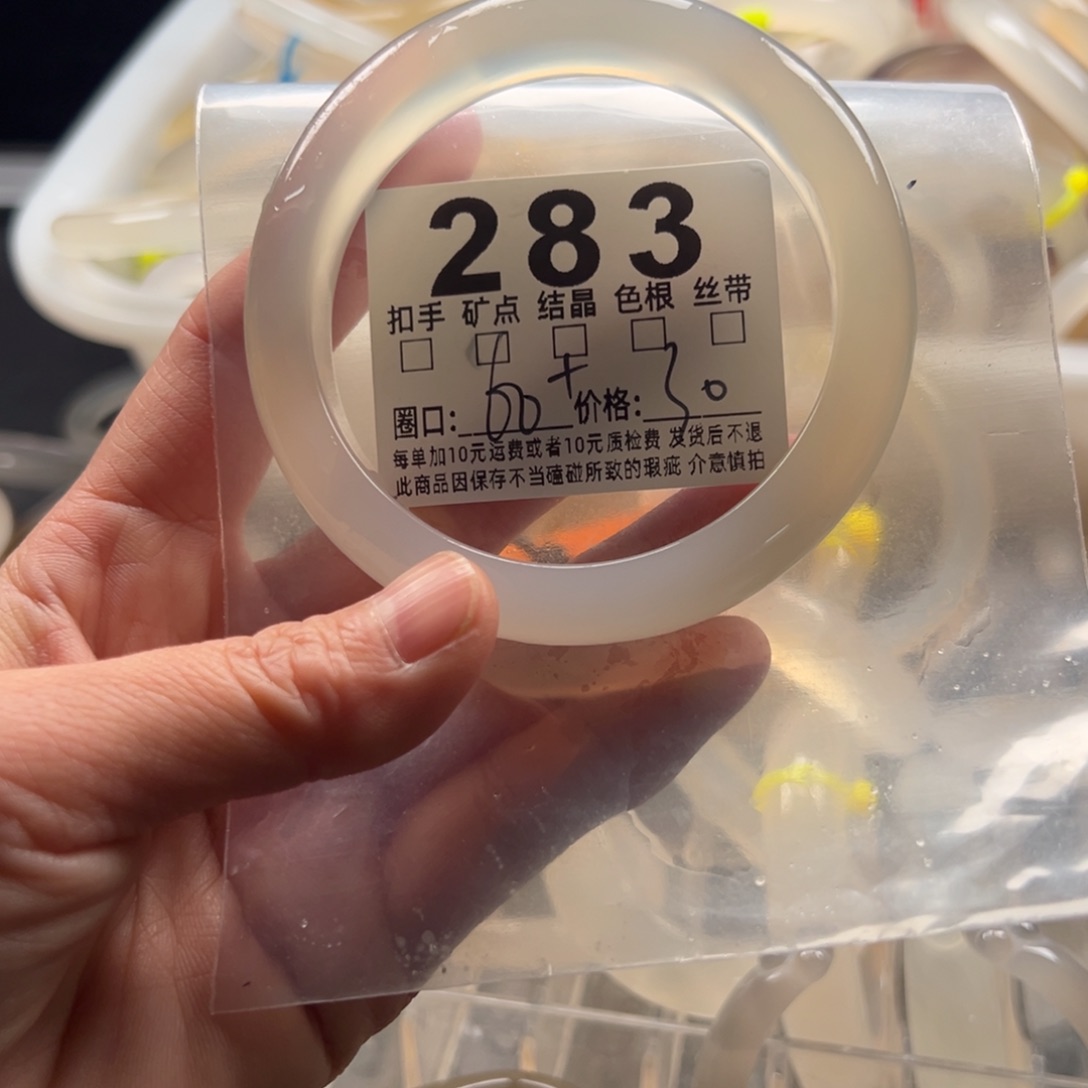 283
扣手 矿点 结晶 色根 丝带
圈口: 60+ 价格: 30
每单加10元运费或者10元质检费 发货后不退
此商品因保存不当磕碰所致的瑕疵 介意慎拍